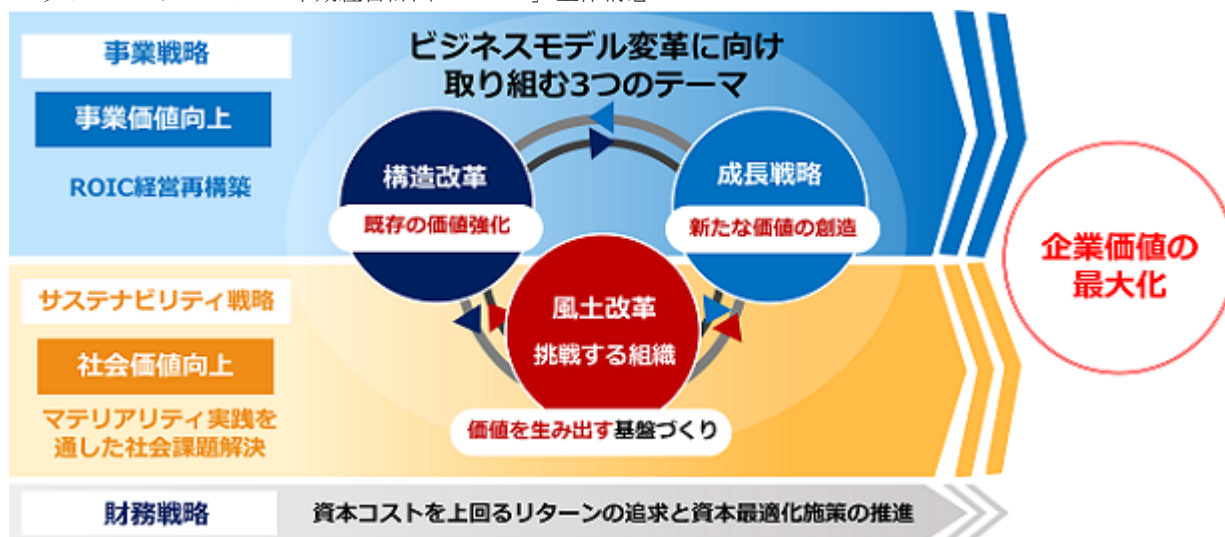 事業戦略
事業価値向上
ROIC経営再構築
ビジネスモデル変革に向け
取り組む3つのテーマ
構造改革
既存の価値強化
成長戦略
新たな価値の創造
風土改革
挑戦する組織
価値を生み出す基盤づくり
サステナビリティ戦略
社会価値向上
マテリアリティ実践を
通した社会課題解決
財務戦略
資本コストを上回るリターンの追求と資本最適化施策の推進
企業価値の
最大化